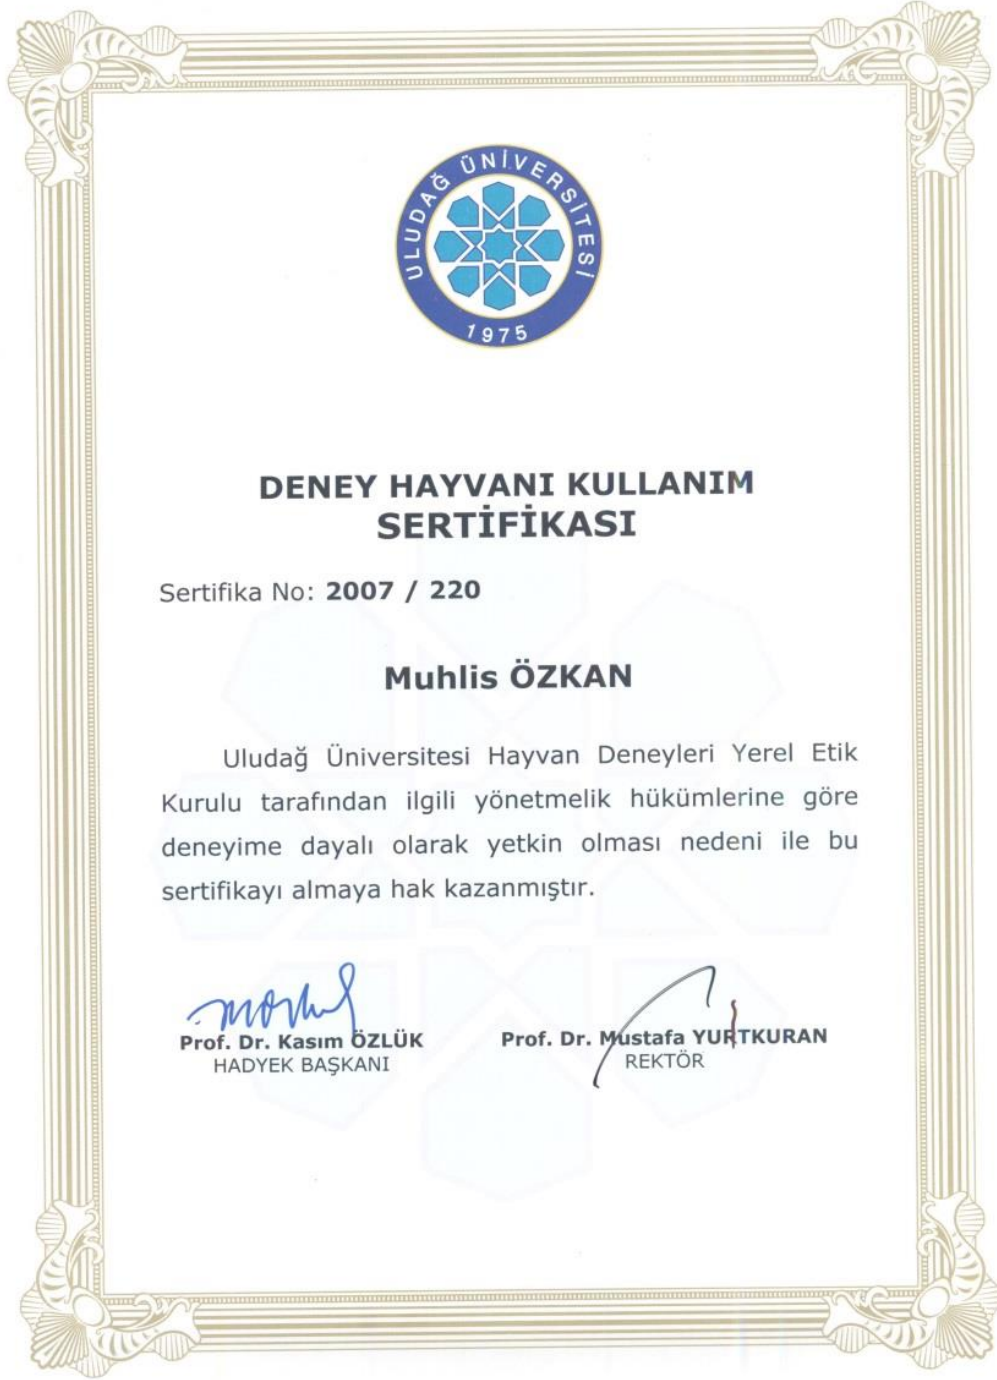 ULUDAĞ ÜNİVERSİTESİ
1975
DENEY HAYVANI KULLANIM
SERTİFİKASI
Sertifika No: 2007 / 220
Muhlis ÖZKAN
Uludağ Üniversitesi Hayvan Deneyleri Yerel Etik
Kurulu tarafından ilgili yönetmelik hükümlerine göre
deneyime dayalı olarak yetkin olması nedeni ile bu
sertifikayı almaya hak kazanmıştır.
Prof. Dr. Kasım ÖZLÜK
HADYEK BAŞKANI
Prof. Dr. Mustafa YURTKURAN
REKTÖR